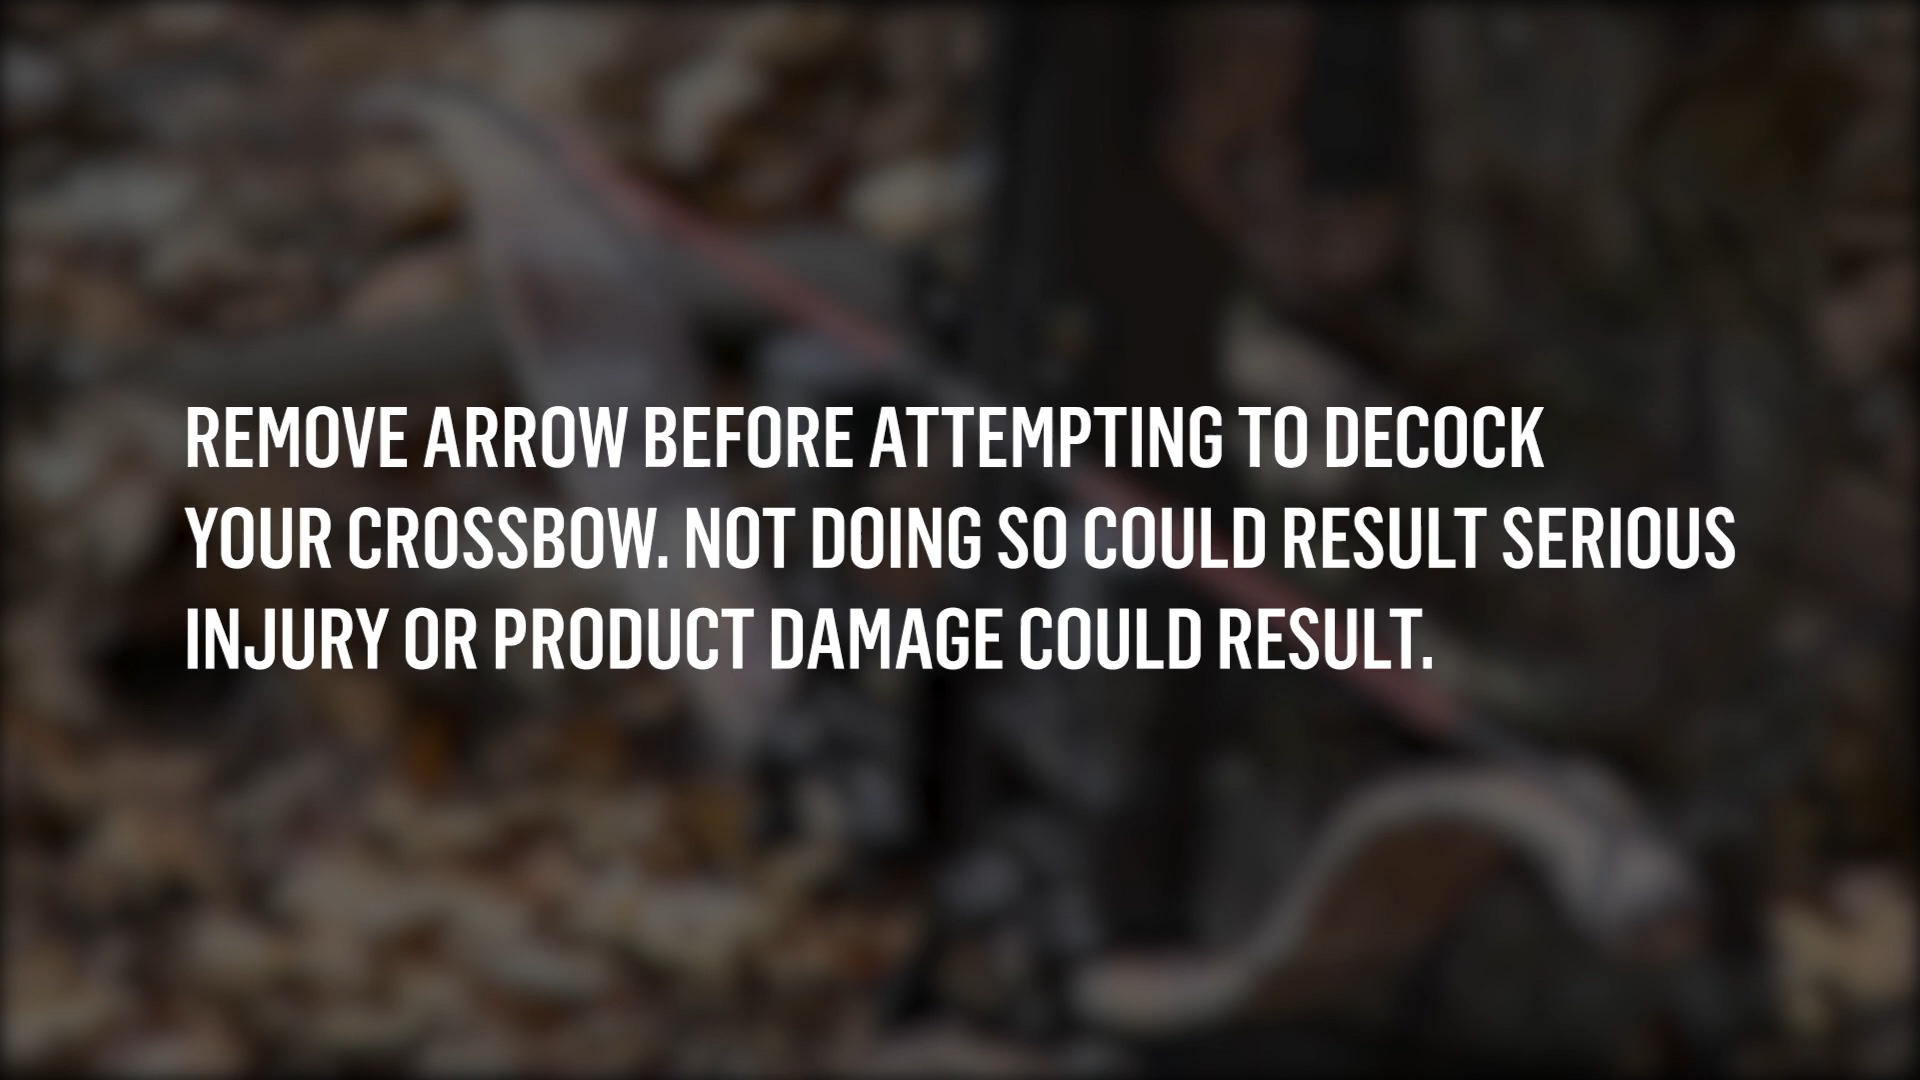 REMOVE ARROW BEFORE ATTEMPTING TO DECOCK
YOUR CROSSBOW. NOT DOING SO COULD RESULT SERIOUS
INJURY OR PRODUCT DAMAGE COULD RESULT.